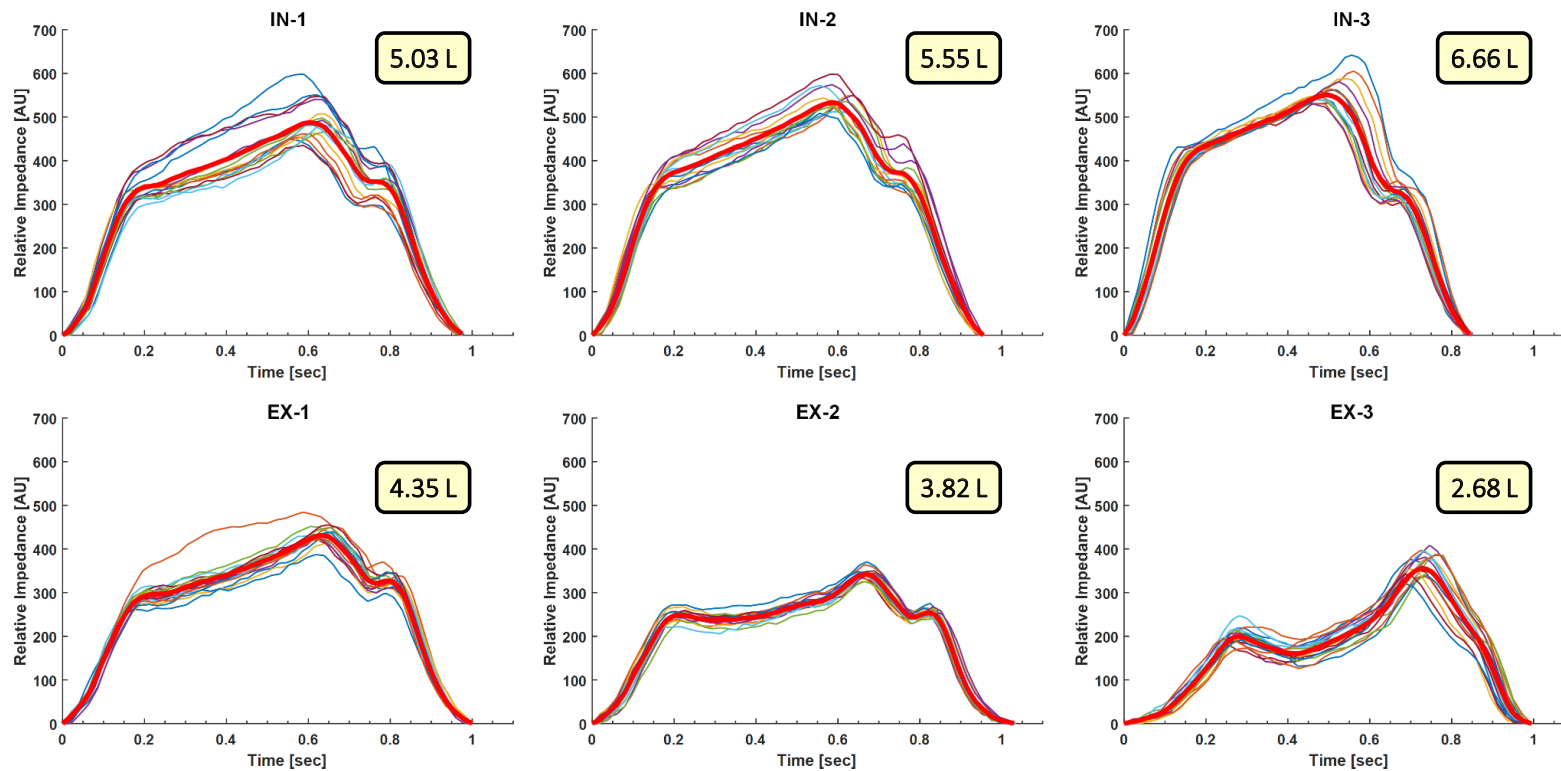 IN-1
700
600
500
400
300
200
100
0
Relative Impedance [AU]
5.03 L
0 0.2 0.4 0.6 0.8 1
Time [sec]
IN-2
700
600
500
400
300
200
100
0
Relative Impedance [AU]
5.55 L
0 0.2 0.4 0.6 0.8 1
Time [sec]
IN-3
700
600
500
400
300
200
100
0
Relative Impedance [AU]
6.66 L
0 0.2 0.4 0.6 0.8 1
Time [sec]
EX-1
700
600
500
400
300
200
100
0
Relative Impedance [AU]
4.35 L
0 0.2 0.4 0.6 0.8 1
Time [sec]
EX-2
700
600
500
400
300
200
100
0
Relative Impedance [AU]
3.82 L
0 0.2 0.4 0.6 0.8 1
Time [sec]
EX-3
700
600
500
400
300
200
100
0
Relative Impedance [AU]
2.68 L
0 0.2 0.4 0.6 0.8 1
Time [sec]